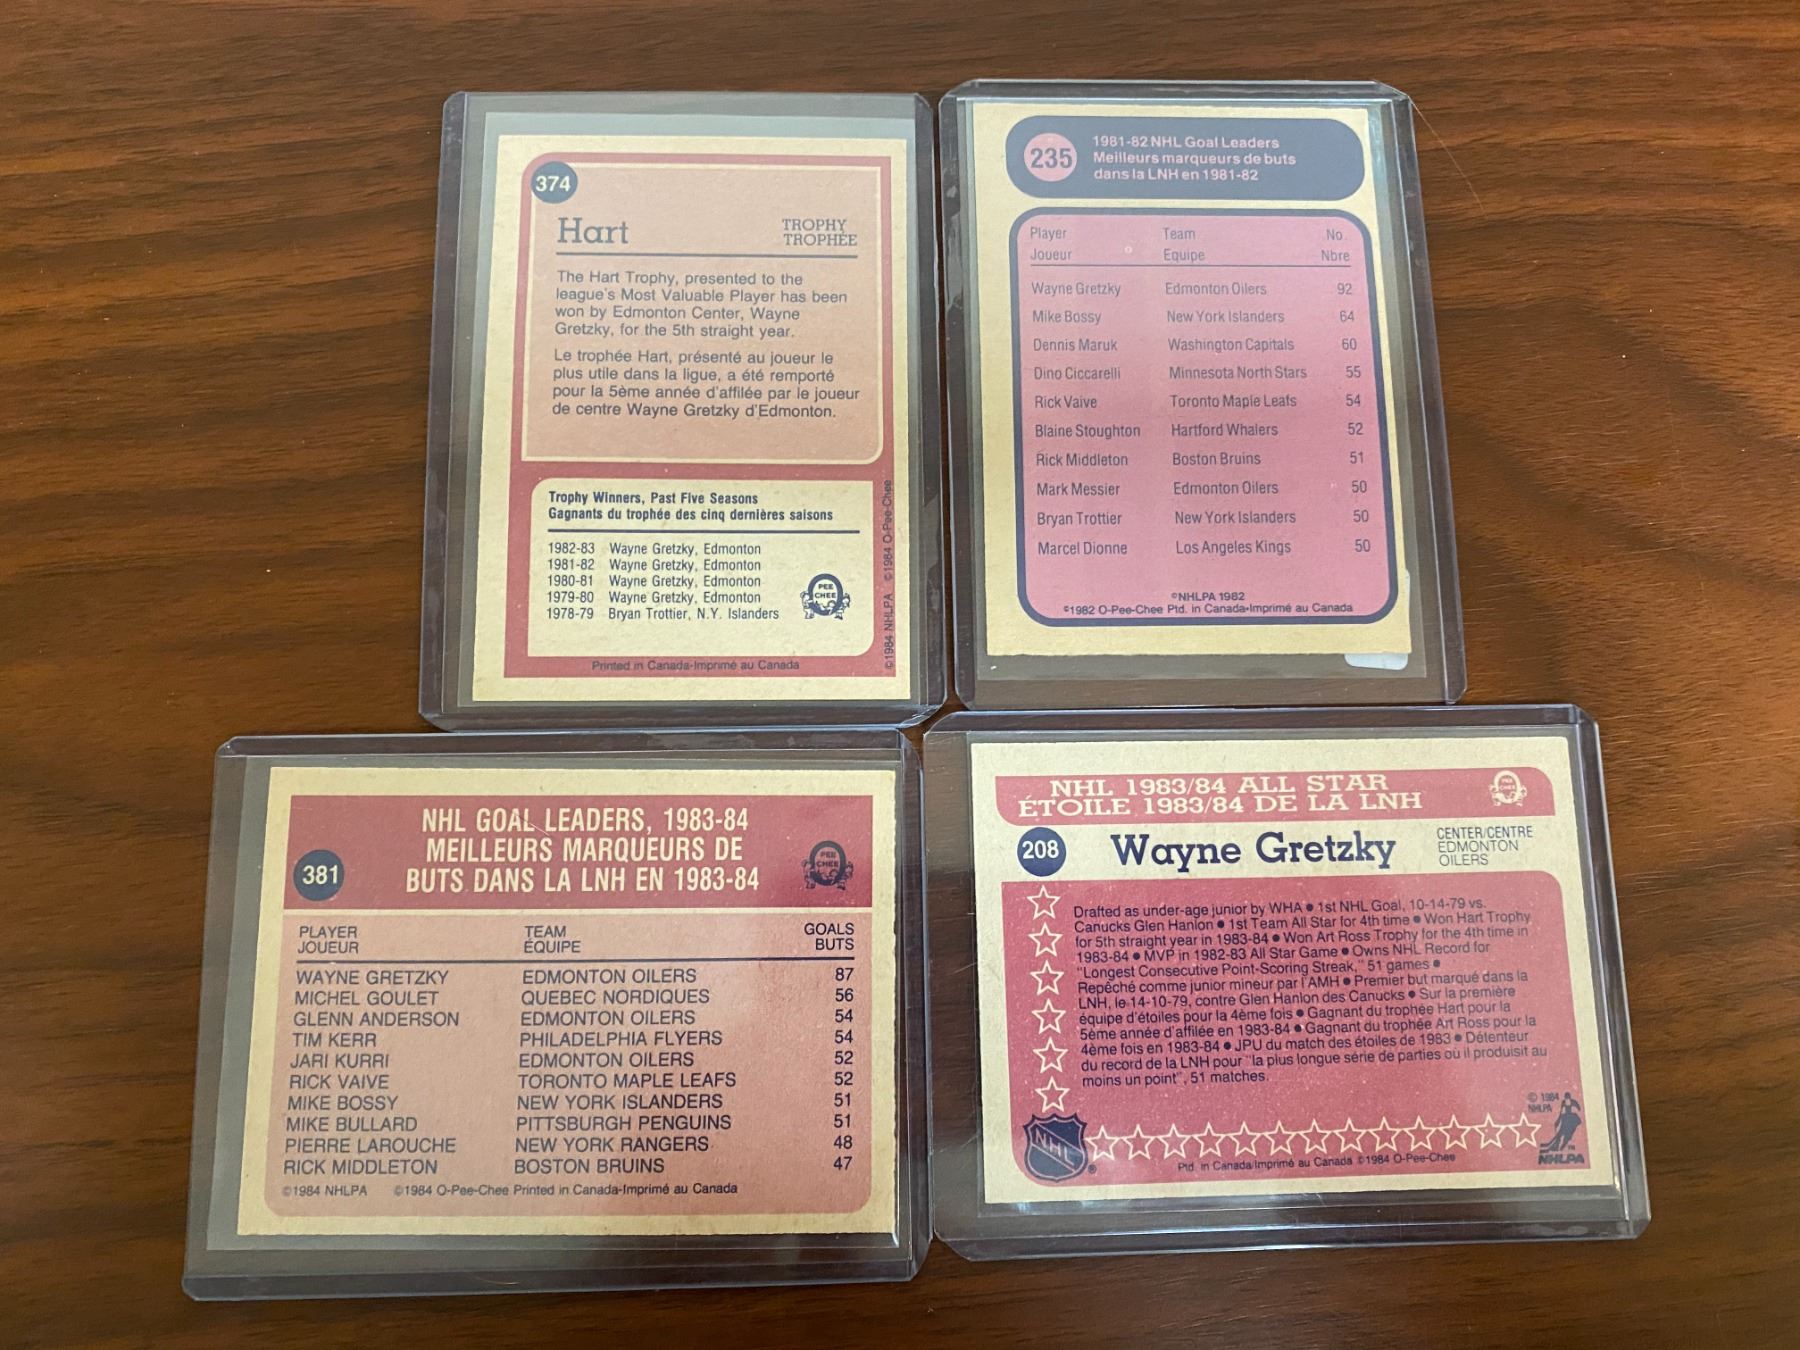 374
Hart
TROPHY
TROPHÉE
The Hart Trophy, presented to the
league's Most Valuable Player has been
won by Edmonton Center, Wayne
Gretzky, for the 5th straight year.
Le trophée Hart, présenté au joueur le
plus utile dans la ligue, a été remporté
pour la 5ème année d'affilée par le joueur
de centre Wayne Gretzky d'Edmonton.
Trophy Winners, Past Five Seasons
Gagnants du trophée des cinq dernières saisons
1982-83 Wayne Gretzky, Edmonton
1981-82 Wayne Gretzky, Edmonton
1980-81 Wayne Gretzky, Edmonton
1979-80 Wayne Gretzky, Edmonton
1978-79 Bryan Trottier, N.Y. Islanders
PEE
CHEE
Printed in Canada-Imprimé au Canada
©1984 NHLPA ©1984 O-Pee-Chee
235
1981-82 NHL Goal Leaders
Meilleurs marqueurs de buts
dans la LNH en 1981-82
Player Team No.
Joueur Equipe Nbre
Wayne Gretzky Edmonton Oilers 92
Mike Bossy New York Islanders 64
Dennis Maruk Washington Capitals 60
Dino Ciccarelli Minnesota North Stars 55
Rick Vaive Toronto Maple Leafs 54
Blaine Stoughton Hartford Whalers 52
Rick Middleton Boston Bruins 51
Mark Messier Edmonton Oilers 50
Bryan Trottier New York Islanders 50
Marcel Dionne Los Angeles Kings 50
©NHLPA 1982
©1982 O-Pee-Chee Ptd. in Canada•Imprimé au Canada
381
NHL GOAL LEADERS, 1983-84
MEILLEURS MARQUEURS DE
BUTS DANS LA LNH EN 1983-84
PEE
CHEE
PLAYER TEAM GOALS
JOUEUR ÉQUIPE BUTS
WAYNE GRETZKY EDMONTON OILERS 87
MICHEL GOULET QUEBEC NORDIQUES 56
GLENN ANDERSON EDMONTON OILERS 54
TIM KERR PHILADELPHIA FLYERS 54
JARI KURRI EDMONTON OILERS 52
RICK VAIVE TORONTO MAPLE LEAFS 52
MIKE BOSSY NEW YORK ISLANDERS 51
MIKE BULLARD PITTSBURGH PENGUINS 51
PIERRE LAROUCHE NEW YORK RANGERS 48
RICK MIDDLETON BOSTON BRUINS 47
©1984 NHLPA ©1984 O-Pee-Chee Printed in Canada-Imprimé au Canada
NHL 1983/84 ALL STAR
ÉTOILE 1983/84 DE LA LNH
PEE
CHEE
208
Wayne Gretzky
CENTER/CENTRE
EDMONTON
OILERS
Drafted as under-age junior by WHA • 1st NHL Goal, 10-14-79 vs.
Canucks Glen Hanlon • 1st Team All Star for 4th time • Won Hart Trophy
for 5th straight year in 1983-84 • Won Art Ross Trophy for the 4th time in
1983-84 • MVP in 1982-83 All Star Game • Owns NHL Record for
"Longest Consecutive Point-Scoring Streak," 51 games •
Repêché comme junior mineur par l'AMH • Premier but marqué dans la
LNH, le 14-10-79, contre Glen Hanlon des Canucks • Sur la première
équipe d'étoiles pour la 4ème fois • Gagnant du trophée Hart pour la
5ème année d'affilée en 1983-84 • Gagnant du trophée Art Ross pour la
4ème fois en 1983-84 • JPU du match des étoiles de 1983 • Détenteur
du record de la LNH pour "la plus longue série de parties où il produisit au
moins un point", 51 matches.
© 1984
NHLPA
NHL
®
NHLPA
TM
Ptd. in Canada/Imprimé au Canada ©1984 O-Pee-Chee